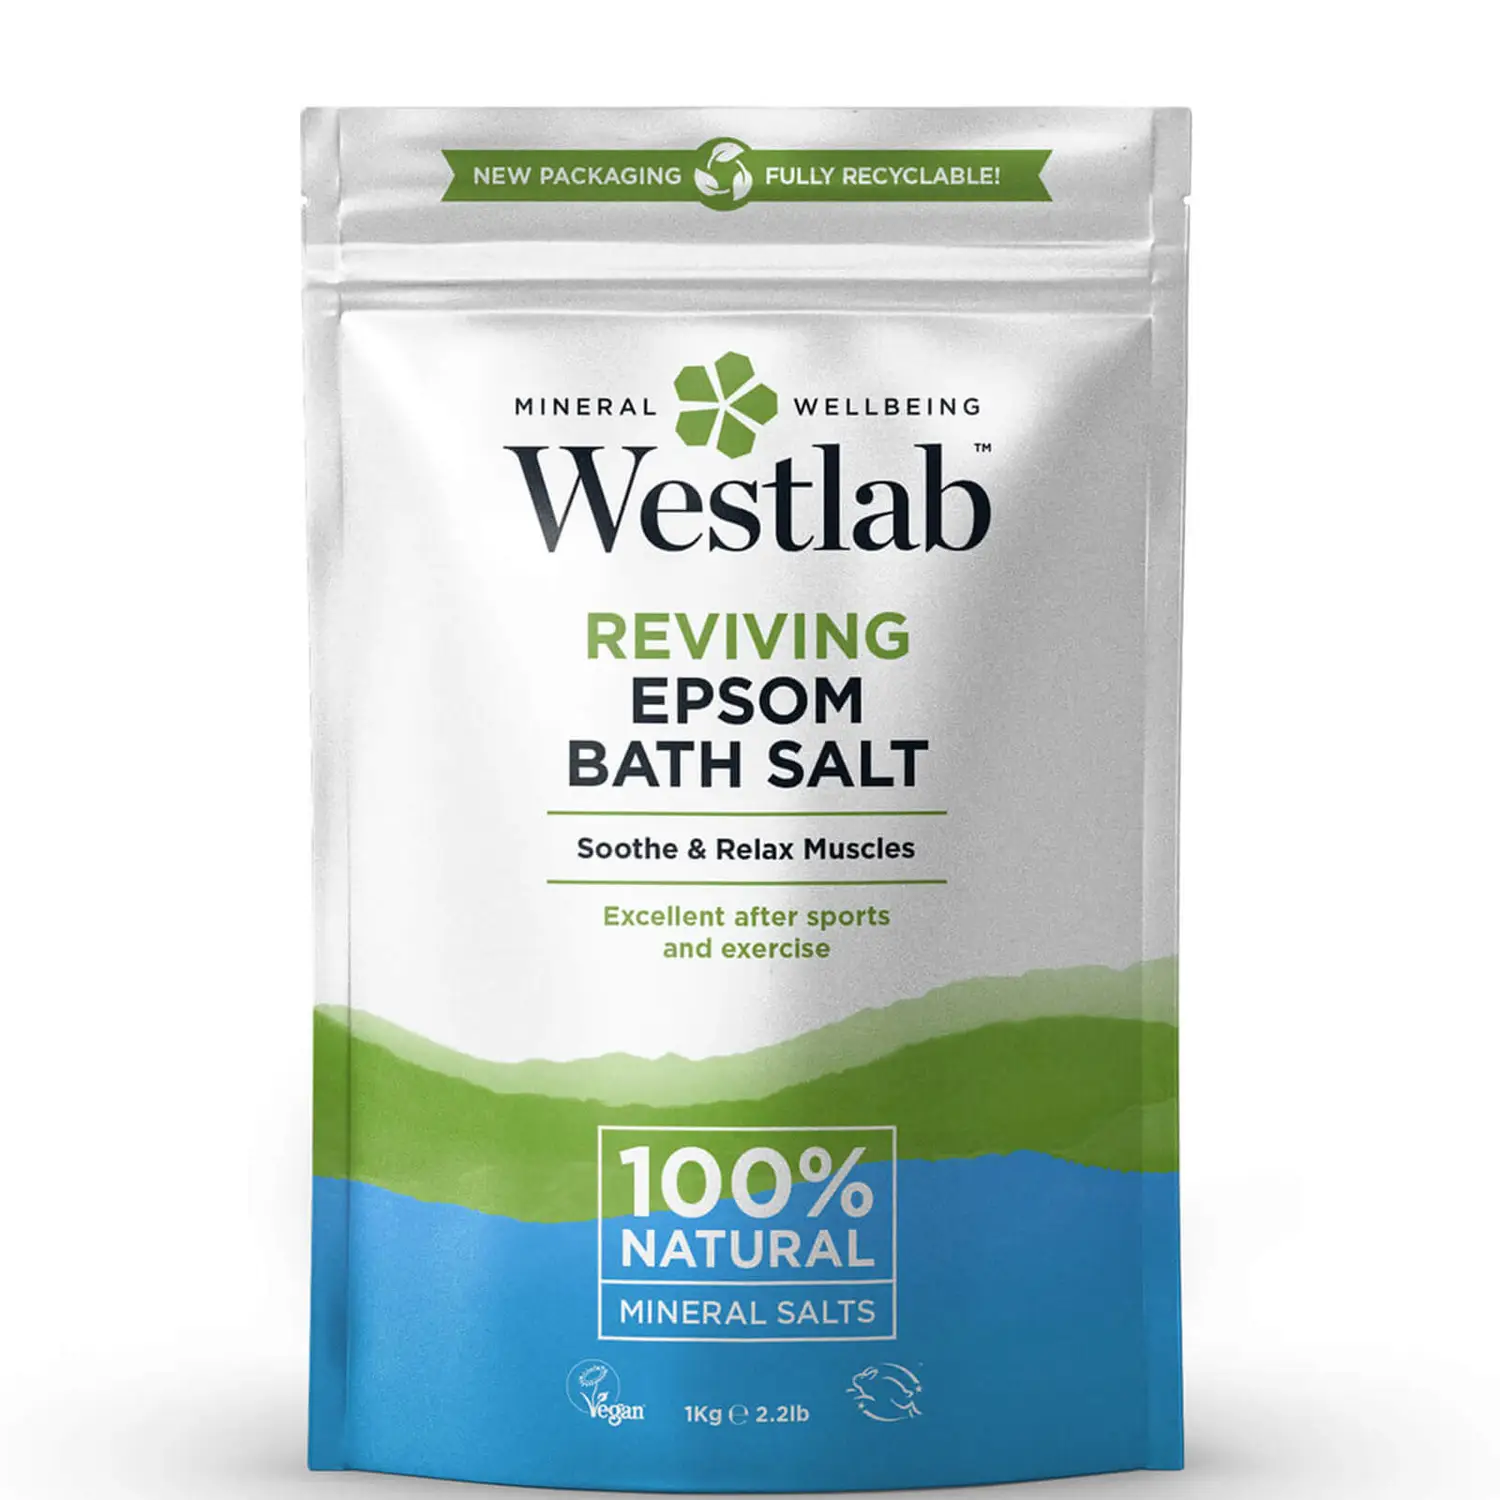 NEW PACKAGING FULLY RECYCLABLE!
MINERAL WELLBEING
Westlab™
REVIVING
EPSOM
BATH SALT
Soothe & Relax Muscles
Excellent after sports
and exercise
100%
NATURAL
MINERAL SALTS
Vegan 1Kg ℮ 2.2lb